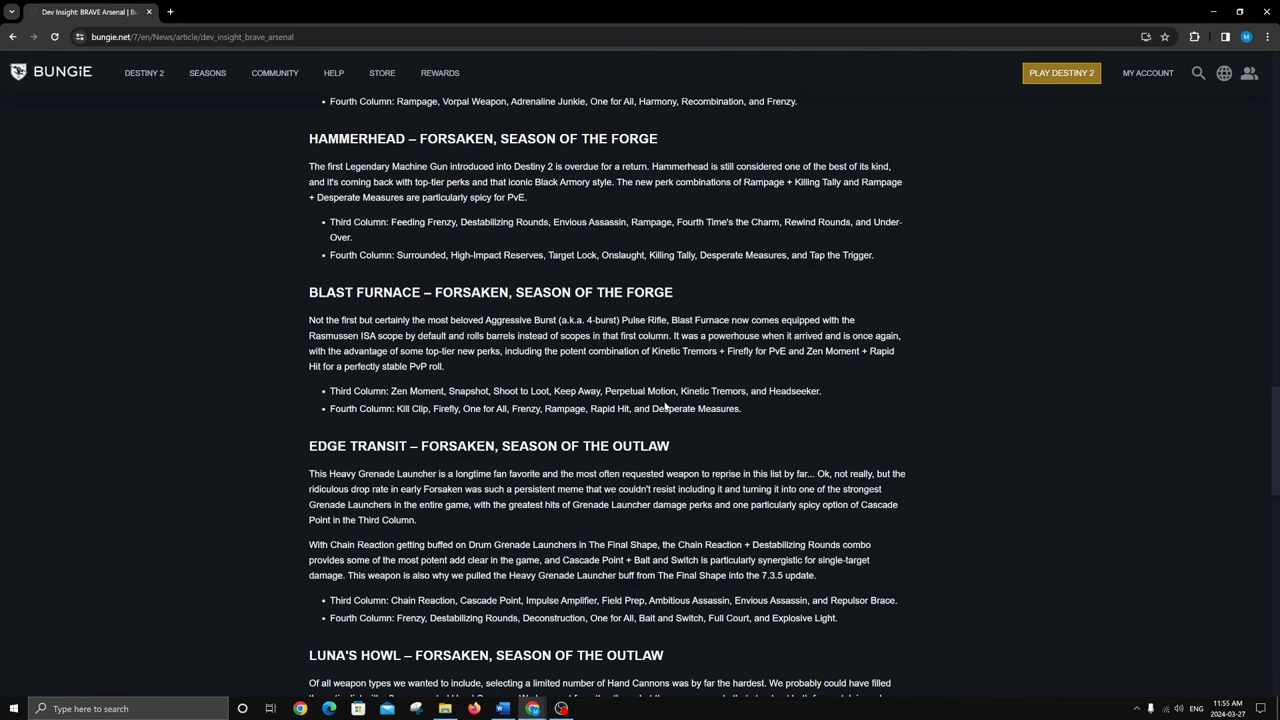 Dev Insight: BRAVE Arsenal | Bu
bungie.net/7/en/News/article/dev_insight_brave_arsenal
M
BUNGiE
DESTINY 2
SEASONS
COMMUNITY
HELP
STORE
REWARDS
PLAY DESTINY 2
MY ACCOUNT
• Fourth Column: Rampage, Vorpal Weapon, Adrenaline Junkie, One for All, Harmony, Recombination, and Frenzy.
HAMMERHEAD – FORSAKEN, SEASON OF THE FORGE
The first Legendary Machine Gun introduced into Destiny 2 is overdue for a return. Hammerhead is still considered one of the best of its kind,
and it's coming back with top-tier perks and that iconic Black Armory style. The new perk combinations of Rampage + Killing Tally and Rampage
+ Desperate Measures are particularly spicy for PvE.
• Third Column: Feeding Frenzy, Destabilizing Rounds, Envious Assassin, Rampage, Fourth Time's the Charm, Rewind Rounds, and Under-
Over.
• Fourth Column: Surrounded, High-Impact Reserves, Target Lock, Onslaught, Killing Tally, Desperate Measures, and Tap the Trigger.
BLAST FURNACE – FORSAKEN, SEASON OF THE FORGE
Not the first but certainly the most beloved Aggressive Burst (a.k.a. 4-burst) Pulse Rifle, Blast Furnace now comes equipped with the
Rasmussen ISA scope by default and rolls barrels instead of scopes in that first column. It was a powerhouse when it arrived and is once again,
with the advantage of some top-tier new perks, including the potent combination of Kinetic Tremors + Firefly for PvE and Zen Moment + Rapid
Hit for a perfectly stable PvP roll.
• Third Column: Zen Moment, Snapshot, Shoot to Loot, Keep Away, Perpetual Motion, Kinetic Tremors, and Headseeker.
• Fourth Column: Kill Clip, Firefly, One for All, Frenzy, Rampage, Rapid Hit, and Desperate Measures.
EDGE TRANSIT – FORSAKEN, SEASON OF THE OUTLAW
This Heavy Grenade Launcher is a longtime fan favorite and the most often requested weapon to reprise in this list by far... Ok, not really, but the
ridiculous drop rate in early Forsaken was such a persistent meme that we couldn't resist including it and turning it into one of the strongest
Grenade Launchers in the entire game, with the greatest hits of Grenade Launcher damage perks and one particularly spicy option of Cascade
Point in the Third Column.
With Chain Reaction getting buffed on Drum Grenade Launchers in The Final Shape, the Chain Reaction + Destabilizing Rounds combo
provides some of the most potent add clear in the game, and Cascade Point + Bait and Switch is particularly synergistic for single-target
damage. This weapon is also why we pulled the Heavy Grenade Launcher buff from The Final Shape into the 7.3.5 update.
• Third Column: Chain Reaction, Cascade Point, Impulse Amplifier, Field Prep, Ambitious Assassin, Envious Assassin, and Repulsor Brace.
• Fourth Column: Frenzy, Destabilizing Rounds, Deconstruction, One for All, Bait and Switch, Full Court, and Explosive Light.
LUNA'S HOWL – FORSAKEN, SEASON OF THE OUTLAW
Of all weapon types we wanted to include, selecting a limited number of Hand Cannons was by far the hardest. We probably could have filled
Type here to search
ENG
11:55 AM
2024-03-27